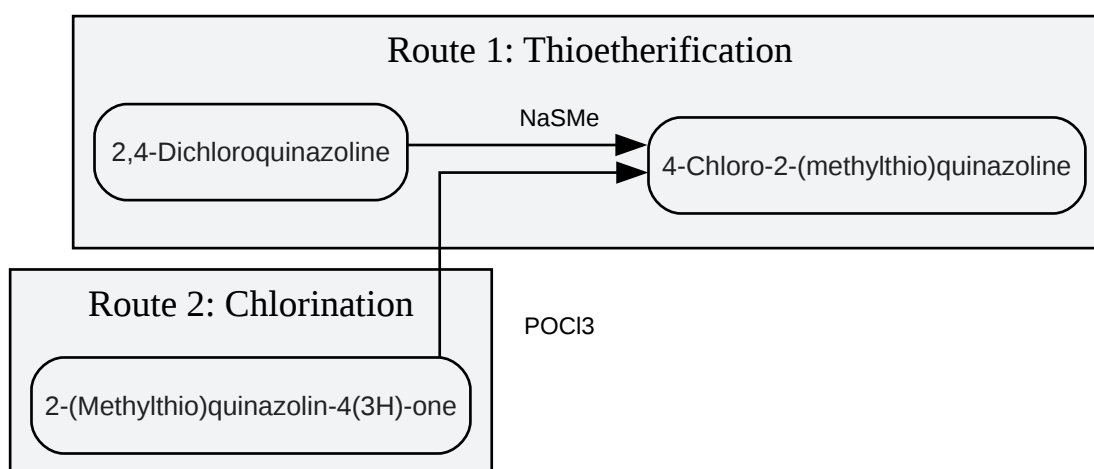 Route 1: Thioetherification
NaSMe
2,4-Dichloroquinazoline
4-Chloro-2-(methylthio)quinazoline
Route 2: Chlorination
POCl3
2-(Methylthio)quinazolin-4(3H)-one